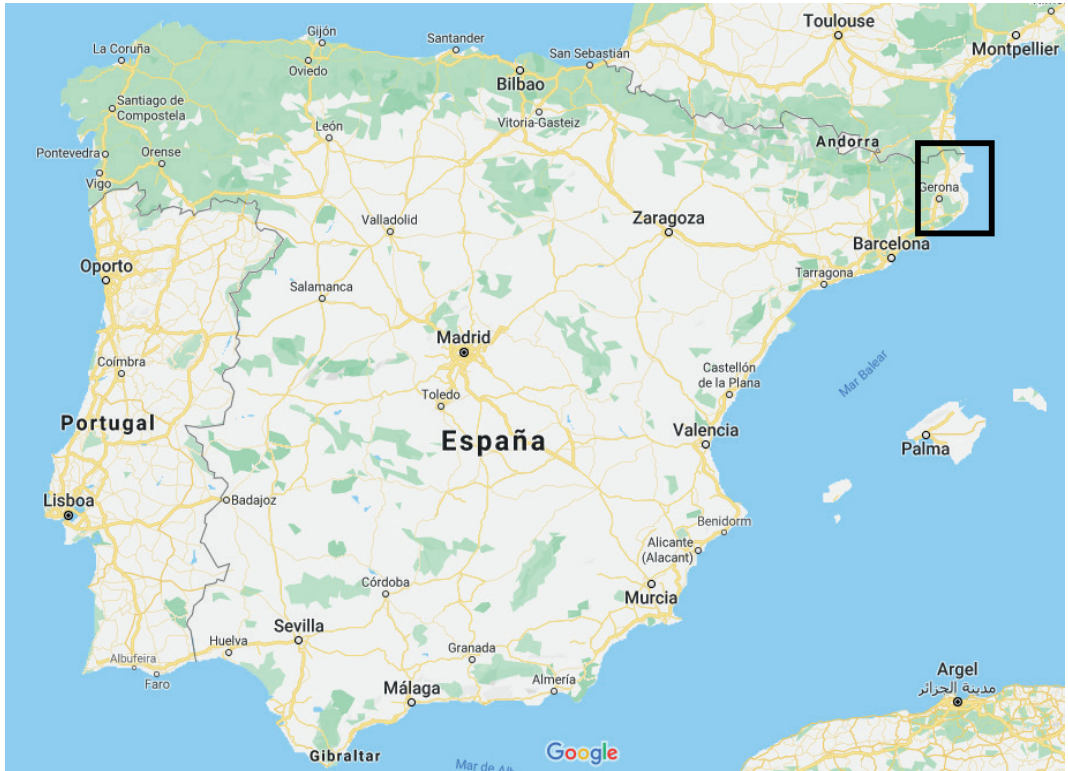 Toulouse
Montpellier
La Coruña
Gijón
Oviedo
Santander
San Sebastián
Bilbao
Santiago de
Compostela
Vitoria-Gasteiz
León
Andorra
Pontevedra
Orense
Vigo
Gerona
Valladolid
Zaragoza
Barcelona
Oporto
Tarragona
Salamanca
Madrid
Mar Balear
Coímbra
Castellón
de la Plana
Toledo
Portugal
España
Valencia
Palma
Lisboa
Badajoz
Benidorm
Alicante
(Alacant)
Córdoba
Murcia
Sevilla
Huelva
Granada
Albufeira
Faro
Almería
Málaga
Argel
مدينة الجزائر
Gibraltar
Google
Mar de